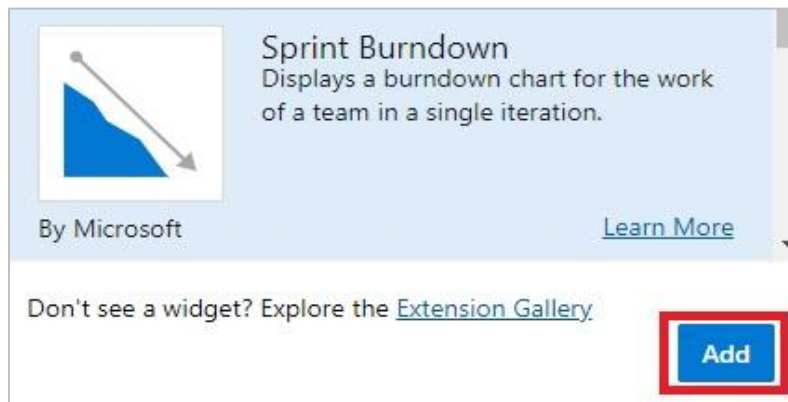 Sprint Burndown
Displays a burndown chart for the work
of a team in a single iteration.
By Microsoft
Learn More
Don't see a widget? Explore the Extension Gallery
Add